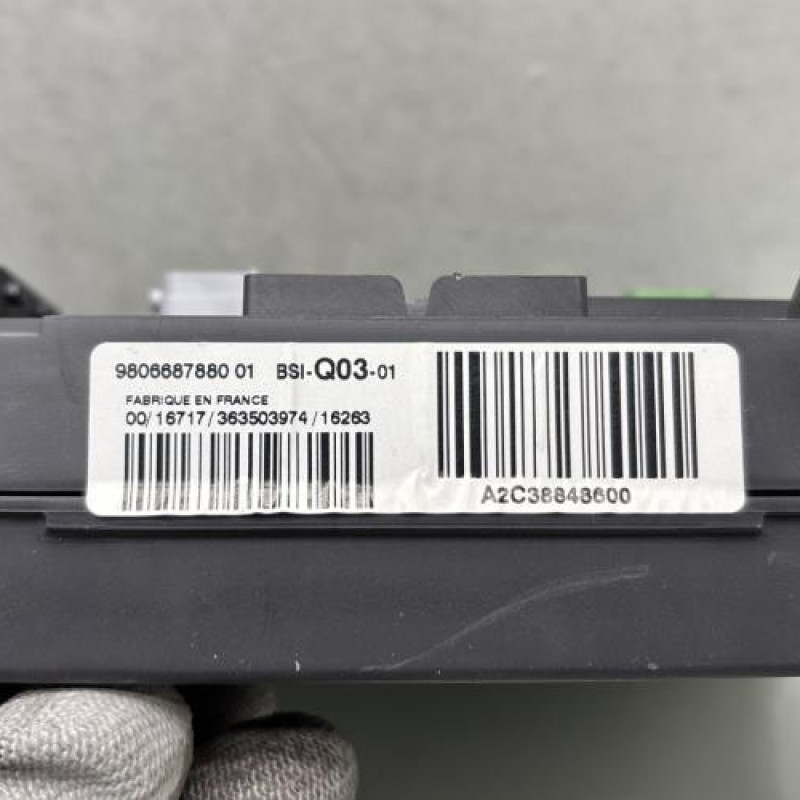 9806687880 01 BSI-Q03-01
FABRIQUE EN FRANCE
00/16717/363503974/16263
A2C38848600